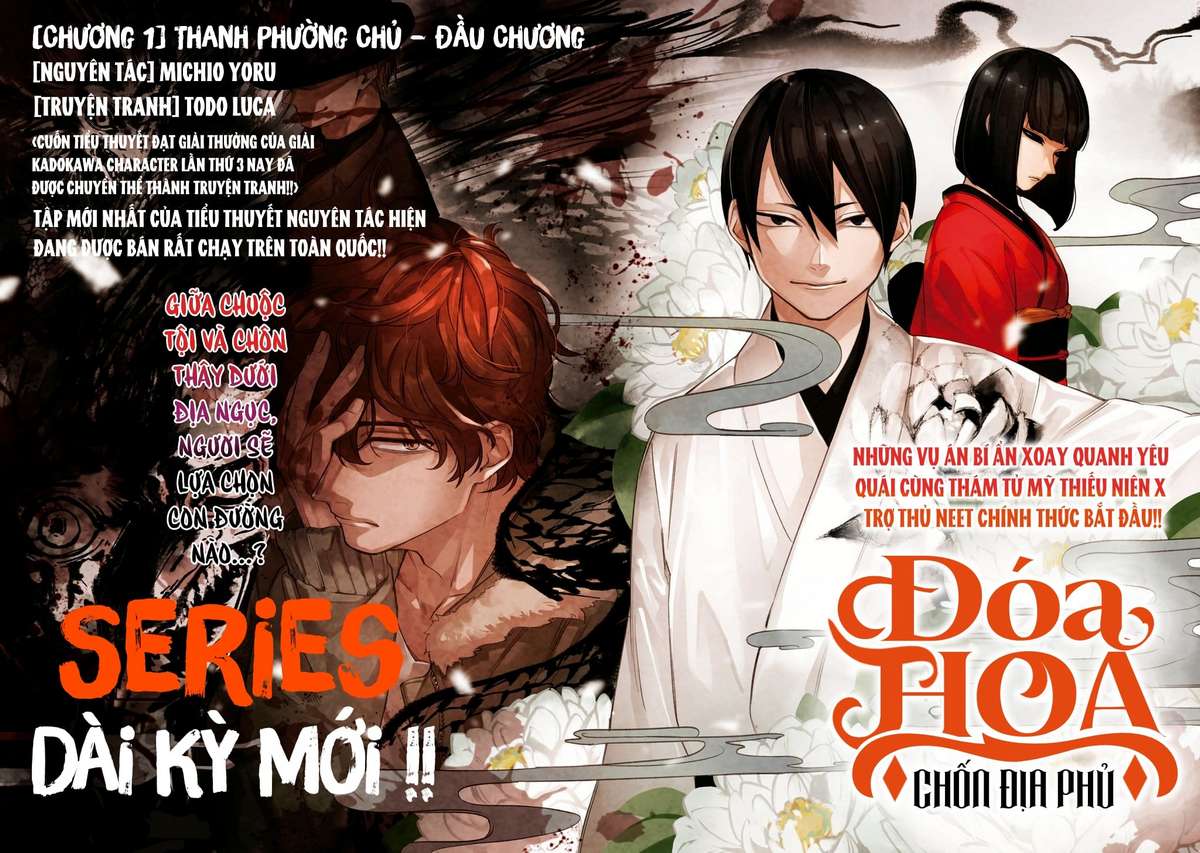 [CHƯƠNG 1] THANH PHƯỜNG CHỦ - ĐẦU CHƯƠNG
[NGUYÊN TÁC] MICHIO YORU
[TRUYỆN TRANH] TODO LUCA
<CUỐN TIỂU THUYẾT ĐẠT GIẢI THƯỞNG CỦA GIẢI
KADOKAWA CHARACTER LẦN THỨ 3 NAY ĐÃ
ĐƯỢC CHUYỂN THỂ THÀNH TRUYỆN TRANH!!>
TẬP MỚI NHẤT CỦA TIỂU THUYẾT NGUYÊN TÁC HIỆN
ĐANG ĐƯỢC BÁN RẤT CHẠY TRÊN TOÀN QUỐC!!
GIỮA CHUỘC
TỘI VÀ CHÔN
THÂY DƯỚI
ĐỊA NGỤC,
NGƯỜI SẼ
LỰA CHỌN
CON ĐƯỜNG
NÀO...?
SERIES
DÀI KỲ MỚI !!
NHỮNG VỤ ÁN BÍ ẨN XOAY QUANH YÊU
QUÁI CÙNG THÁM TỬ MỸ THIẾU NIÊN X
TRỢ THỦ NEET CHÍNH THỨC BẮT ĐẦU!!
ĐÓA
HOA
CHỐN ĐỊA PHỦ